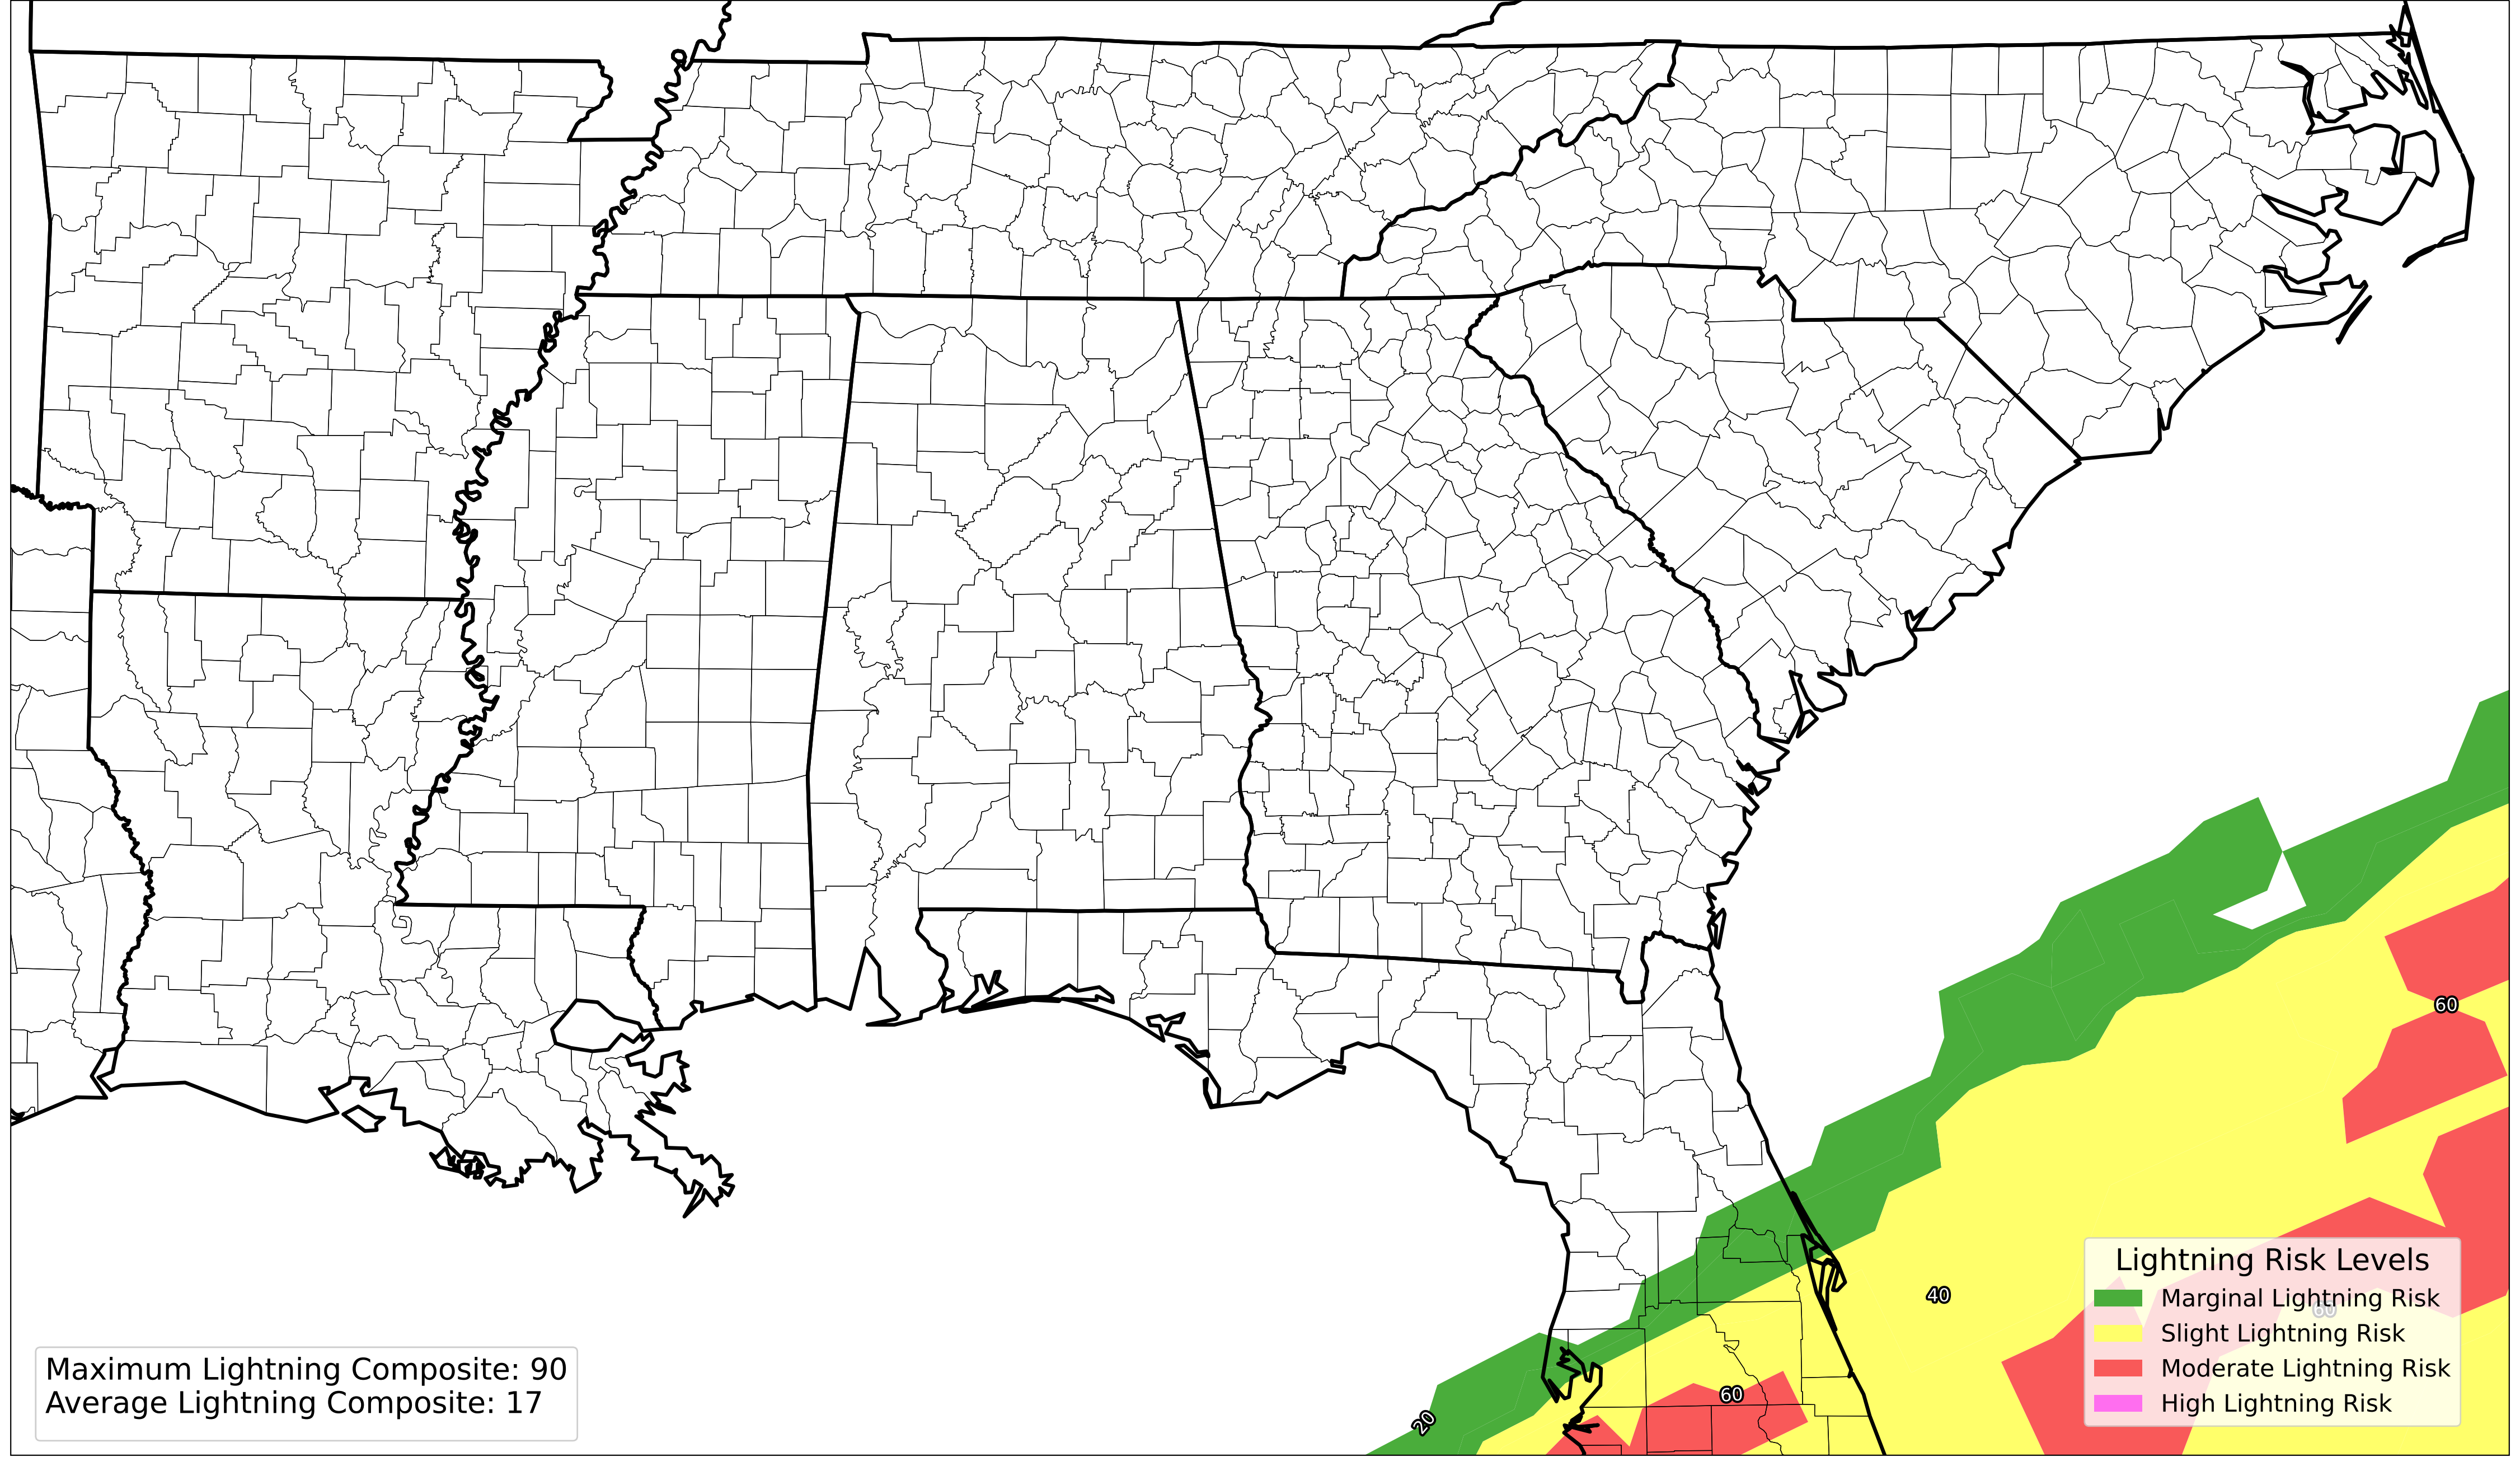 60
40
60
20
Maximum Lightning Composite: 90
Average Lightning Composite: 17
Lightning Risk Levels
Marginal Lightning Risk
60
Slight Lightning Risk
Moderate Lightning Risk
High Lightning Risk